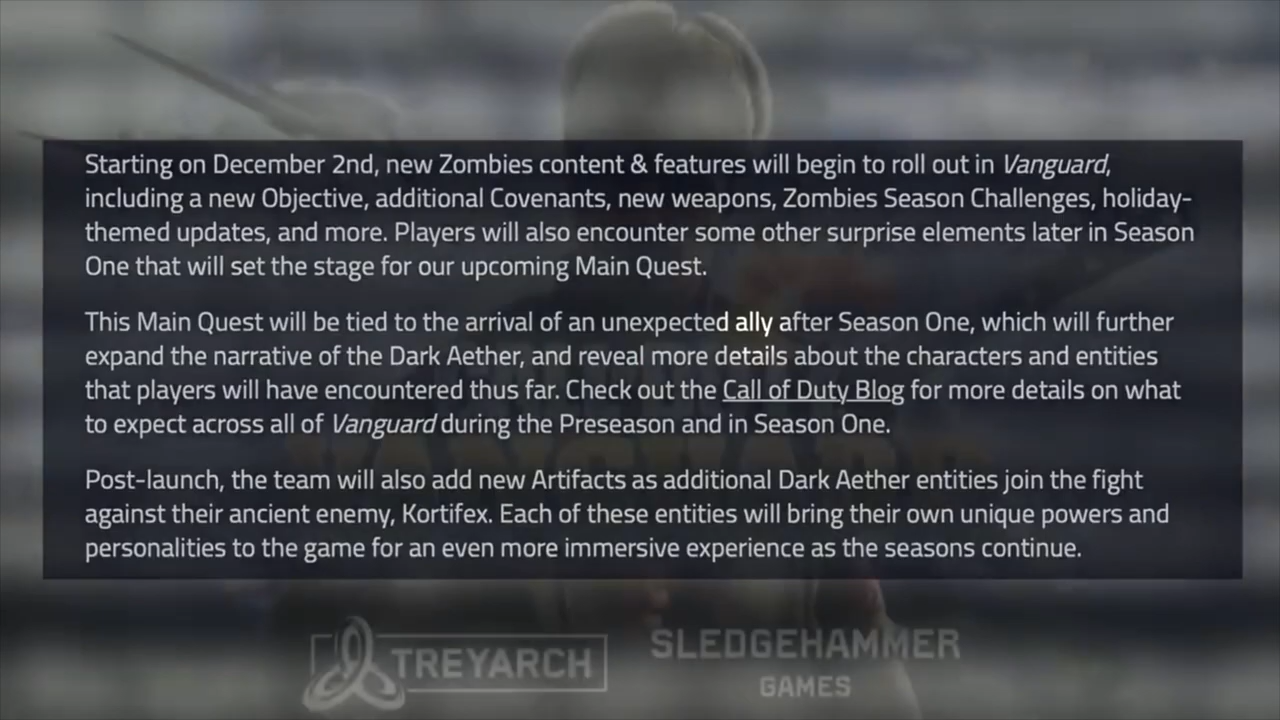 Starting on December 2nd, new Zombies content & features will begin to roll out in Vanguard,
including a new Objective, additional Covenants, new weapons, Zombies Season Challenges, holiday-
themed updates, and more. Players will also encounter some other surprise elements later in Season
One that will set the stage for our upcoming Main Quest.
This Main Quest will be tied to the arrival of an unexpected ally after Season One, which will further
expand the narrative of the Dark Aether, and reveal more details about the characters and entities
that players will have encountered thus far. Check out the Call of Duty Blog for more details on what
to expect across all of Vanguard during the Preseason and in Season One.
Post-launch, the team will also add new Artifacts as additional Dark Aether entities join the fight
against their ancient enemy, Kortifex. Each of these entities will bring their own unique powers and
personalities to the game for an even more immersive experience as the seasons continue.
TREYARCH
SLEDGEHAMMER
GAMES